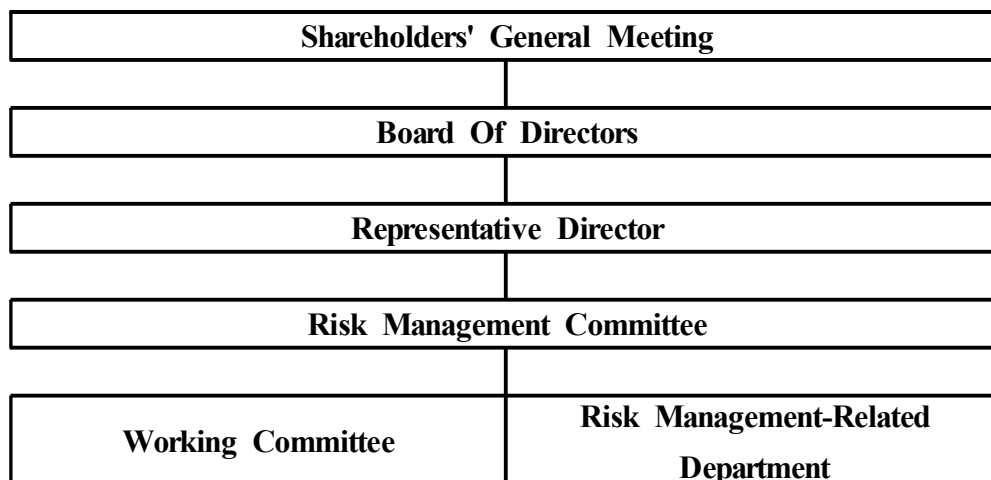 Shareholders' General Meeting
Board Of Directors
Representative Director
Risk Management Committee
Working Committee
Risk Management-Related
Department